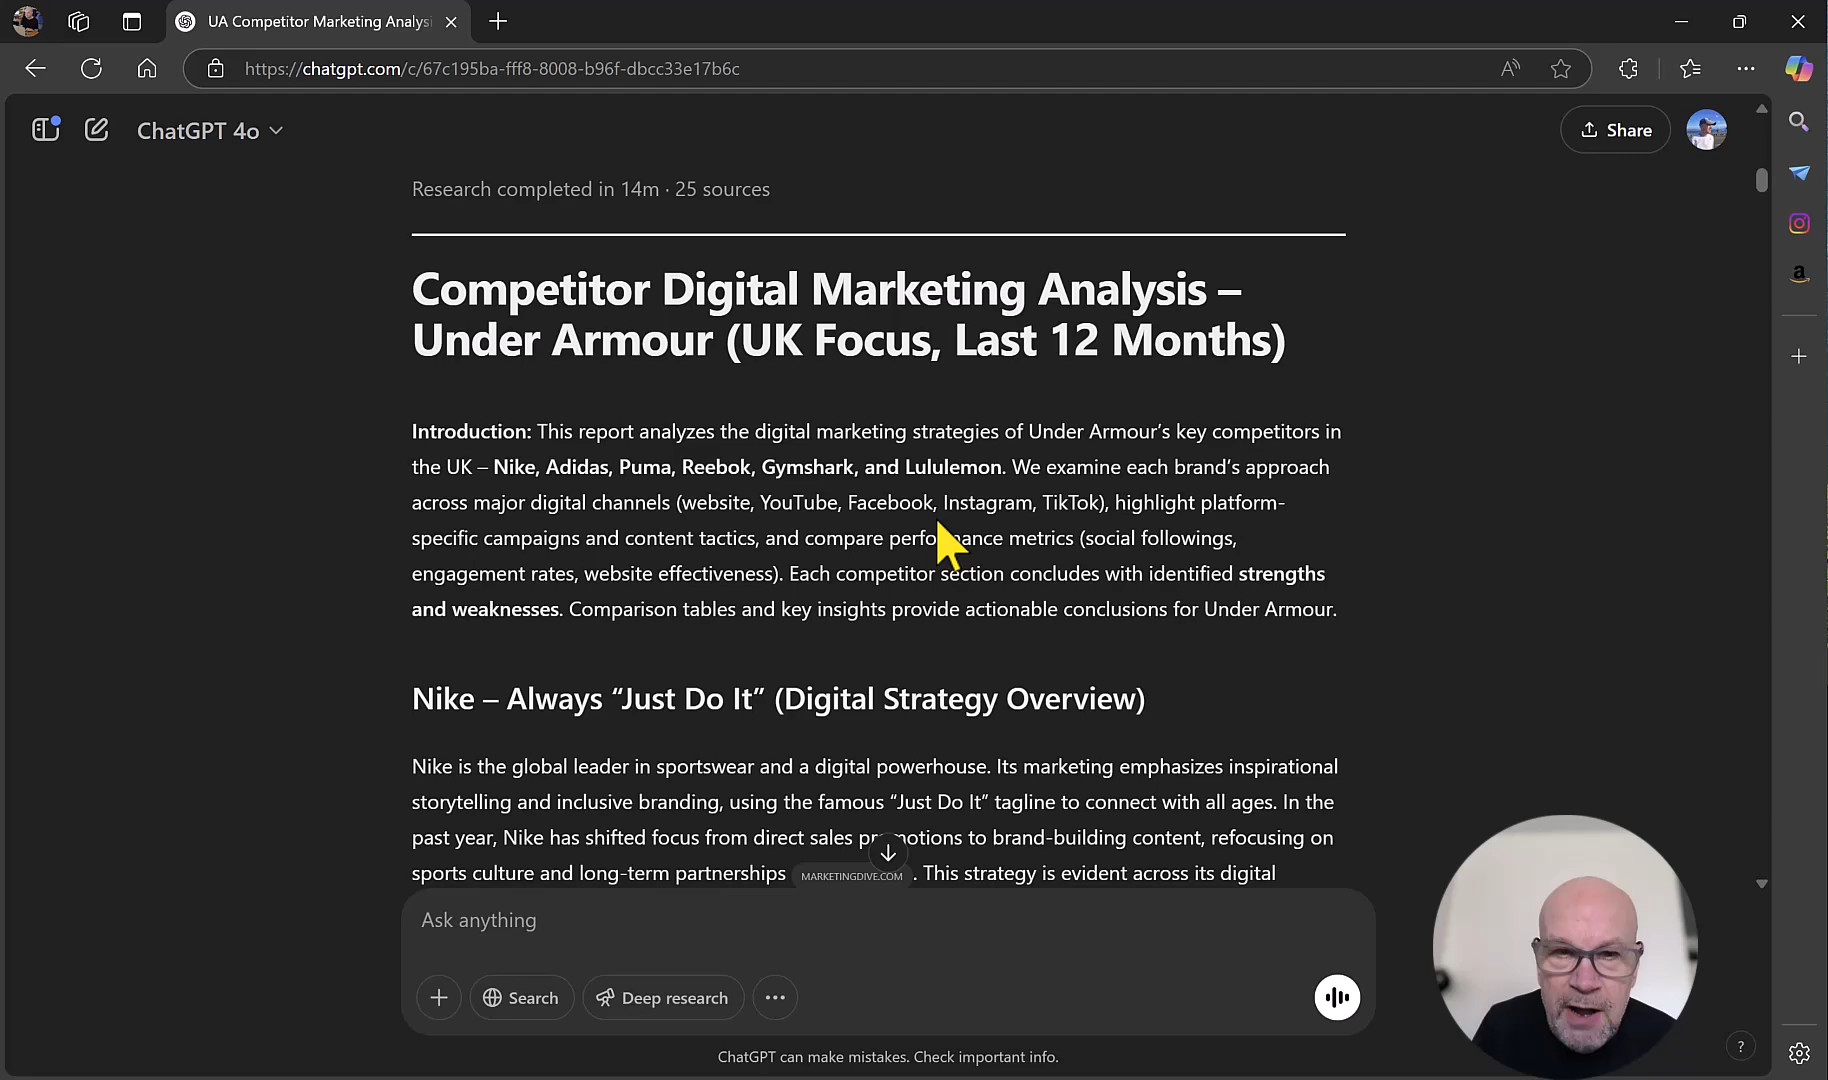 UA Competitor Marketing Analysi
https://chatgpt.com/c/67c195ba-fff8-8008-b96f-dbcc33e17b6c
ChatGPT 4o
Share
Research completed in 14m · 25 sources
Competitor Digital Marketing Analysis –
Under Armour (UK Focus, Last 12 Months)
Introduction: This report analyzes the digital marketing strategies of Under Armour’s key competitors in
the UK – Nike, Adidas, Puma, Reebok, Gymshark, and Lululemon. We examine each brand’s approach
across major digital channels (website, YouTube, Facebook, Instagram, TikTok), highlight platform-
specific campaigns and content tactics, and compare performance metrics (social followings,
engagement rates, website effectiveness). Each competitor section concludes with identified strengths
and weaknesses. Comparison tables and key insights provide actionable conclusions for Under Armour.
Nike – Always “Just Do It” (Digital Strategy Overview)
Nike is the global leader in sportswear and a digital powerhouse. Its marketing emphasizes inspirational
storytelling and inclusive branding, using the famous “Just Do It” tagline to connect with all ages. In the
past year, Nike has shifted focus from direct sales promotions to brand-building content, refocusing on
sports culture and long-term partnerships MARKETINGDIVE.COM . This strategy is evident across its digital
Ask anything
Search
Deep research
ChatGPT can make mistakes. Check important info.
?